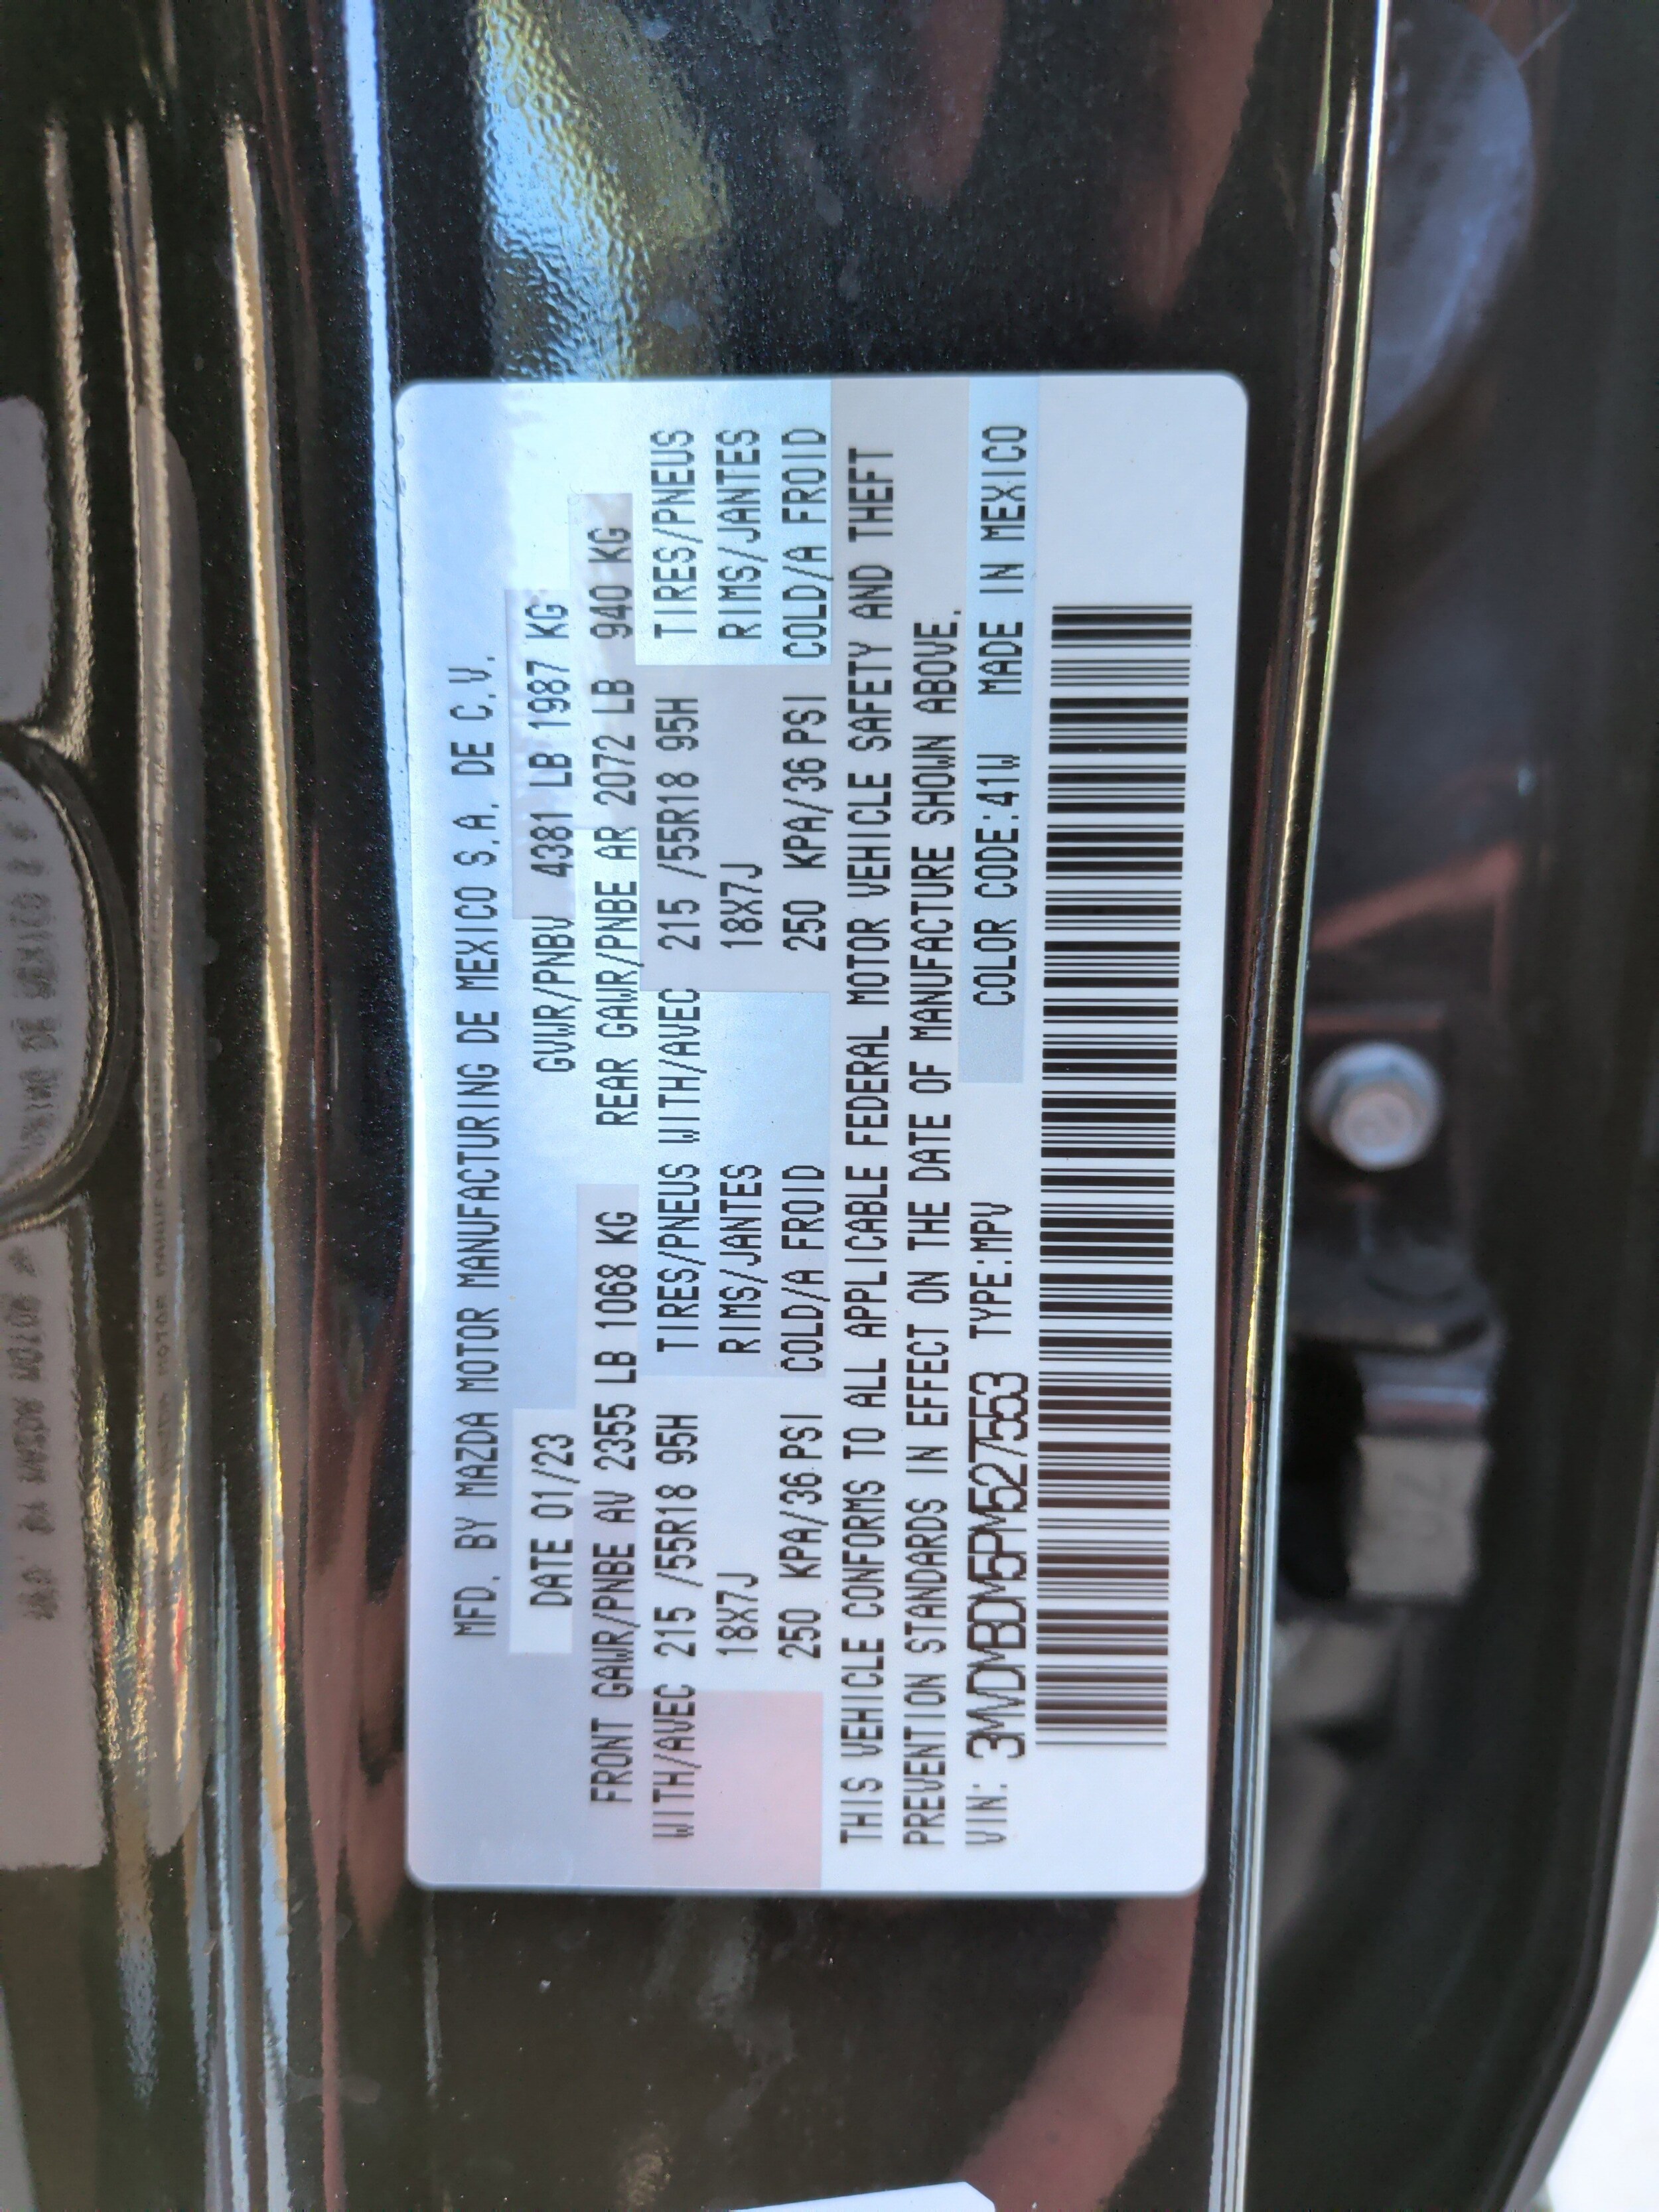 MFD. BY MAZDA MOTOR MANUFACTURING DE MEXICO S.A. DE C.V.
DATE 01/23 GVWR/PNBV 4381 LB 1987 KG
FRONT GAWR/PNBE AV 2355 LB 1068 KG REAR GAWR/PNBE AR 2072 LB 940 KG
WITH/AVEC 215 /55R18 95H TIRES/PNEUS WITH/AVEC 215 /55R18 95H TIRES/PNEUS
18X7J RIMS/JANTES 18X7J RIMS/JANTES
250 KPA/36 PSI COLD/A FROID 250 KPA/36 PSI COLD/A FROID
THIS VEHICLE CONFORMS TO ALL APPLICABLE FEDERAL MOTOR VEHICLE SAFETY AND THEFT
PREVENTION STANDARDS IN EFFECT ON THE DATE OF MANUFACTURE SHOWN ABOVE.
VIN: 3MVDMBDM5PM527553 TYPE:MPV COLOR CODE:41W MADE IN MEXICO